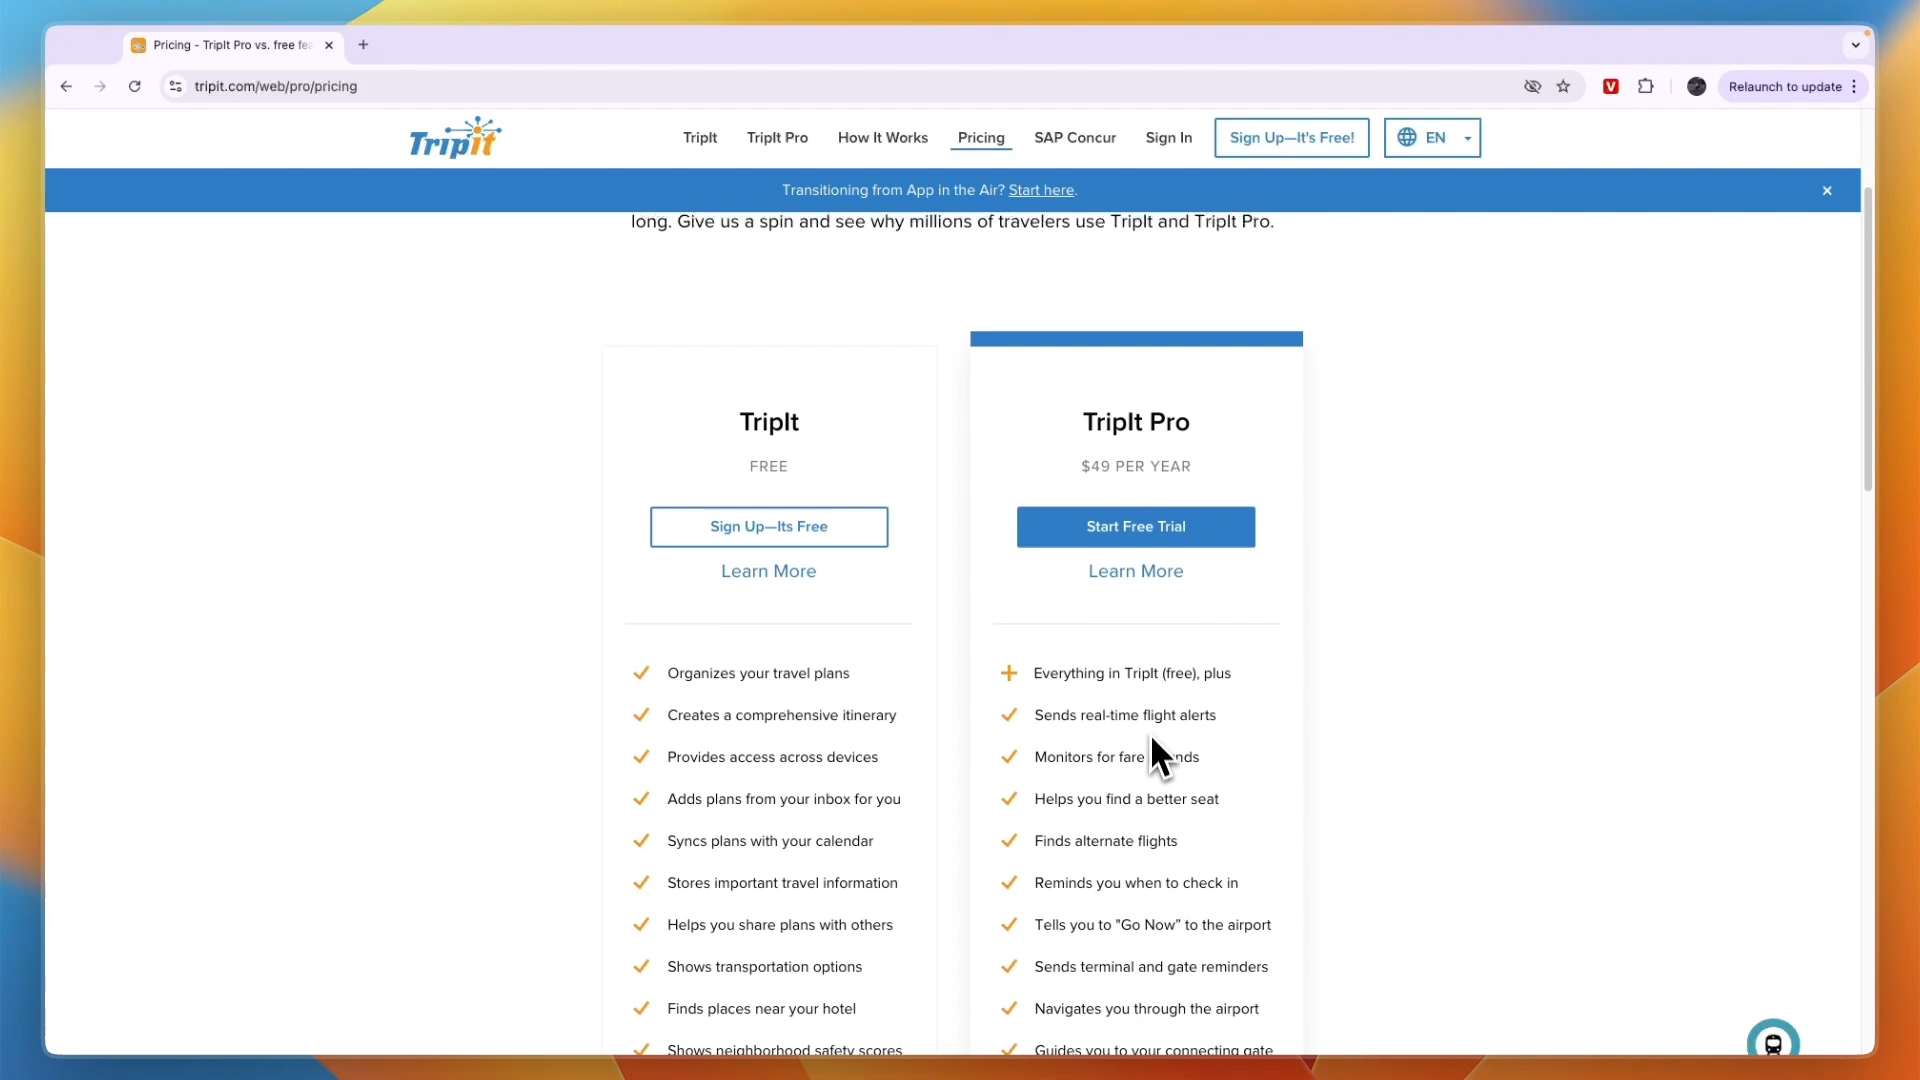 Pricing - TripIt Pro vs. free fea
tripit.com/web/pro/pricing
Relaunch to update
TripIt
TripIt
TripIt Pro
How It Works
Pricing
SAP Concur
Sign In
Sign Up—It's Free!
EN
Transitioning from App in the Air? Start here.
long. Give us a spin and see why millions of travelers use TripIt and TripIt Pro.
TripIt
FREE
Sign Up—Its Free
Learn More
Organizes your travel plans
Creates a comprehensive itinerary
Provides access across devices
Adds plans from your inbox for you
Syncs plans with your calendar
Stores important travel information
Helps you share plans with others
Shows transportation options
Finds places near your hotel
Shows neighborhood safety scores
TripIt Pro
$49 PER YEAR
Start Free Trial
Learn More
Everything in TripIt (free), plus
Sends real-time flight alerts
Monitors for fare
Helps you find a better seat
Finds alternate flights
Reminds you when to check in
Tells you to "Go Now” to the airport
Sends terminal and gate reminders
Navigates you through the airport
Guides you to your connecting gate